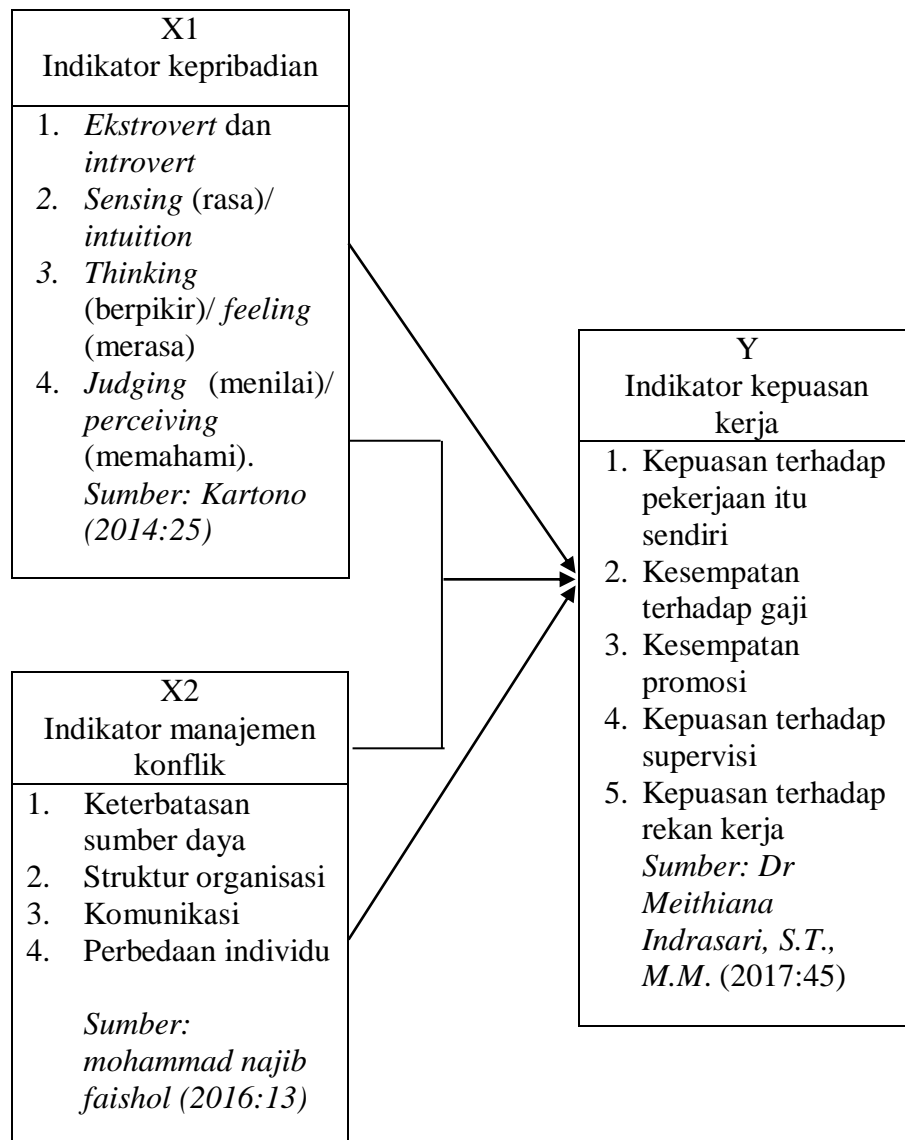 X1
Indikator kepribadian
1. Ekstrovert dan
introvert
2. Sensing (rasa)/
intuition
3. Thinking
(berpikir)/ feeling
(merasa)
4. Judging (menilai)/
perceiving
(memahami).
Sumber: Kartono
(2014:25)
X2
Indikator manajemen
konflik
1. Keterbatasan
sumber daya
2. Struktur organisasi
3. Komunikasi
4. Perbedaan individu
Sumber:
mohammad najib
faishol (2016:13)
Y
Indikator kepuasan
kerja
1. Kepuasan terhadap
pekerjaan itu
sendiri
2. Kesempatan
terhadap gaji
3. Kesempatan
promosi
4. Kepuasan terhadap
supervisi
5. Kepuasan terhadap
rekan kerja
Sumber: Dr
Meithiana
Indrasari, S.T.,
M.M. (2017:45)